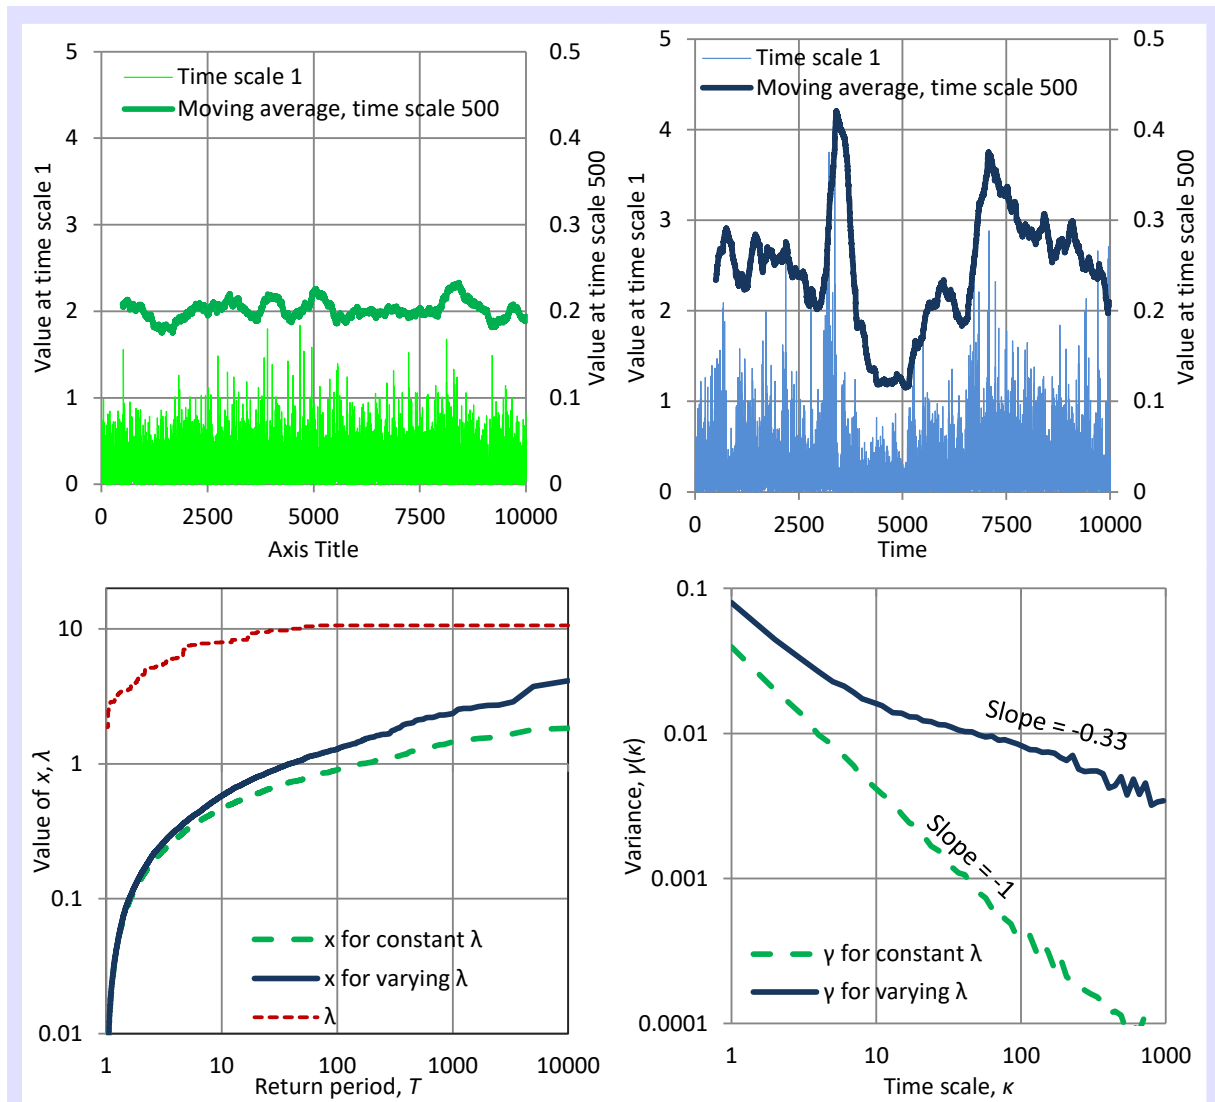 5
4
3
2
1
0
Value at time scale 1
0.5
0.4
0.3
0.2
0.1
0
Value at time scale 500
Time scale 1
Moving average, time scale 500
0 2500 5000 7500 10000
Axis Title
5
4
3
2
1
0
Value at time scale 1
0.5
0.4
0.3
0.2
0.1
0
Value at time scale 500
Time scale 1
Moving average, time scale 500
0 2500 5000 7500 10000
Time
10
1
0.1
0.01
Value of x, λ
x for constant λ
x for varying λ
λ
1 10 100 1000 10000
Return period, T
0.1
0.01
0.001
0.0001
Variance, γ(κ)
Slope = -0.33
Slope = -1
γ for constant λ
γ for varying λ
1 10 100 1000
Time scale, κ